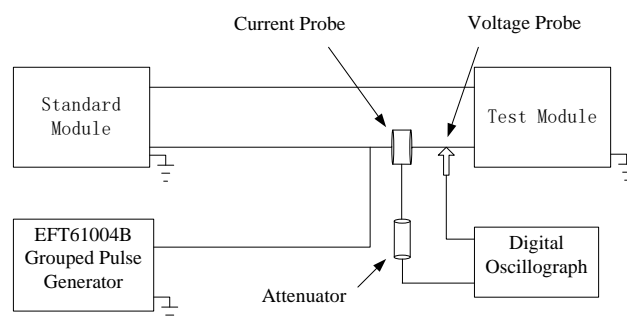 Current Probe
Voltage Probe
Standard
Module
Test Module
EFT61004B
Grouped Pulse
Generator
Attenuator
Digital
Oscillograph